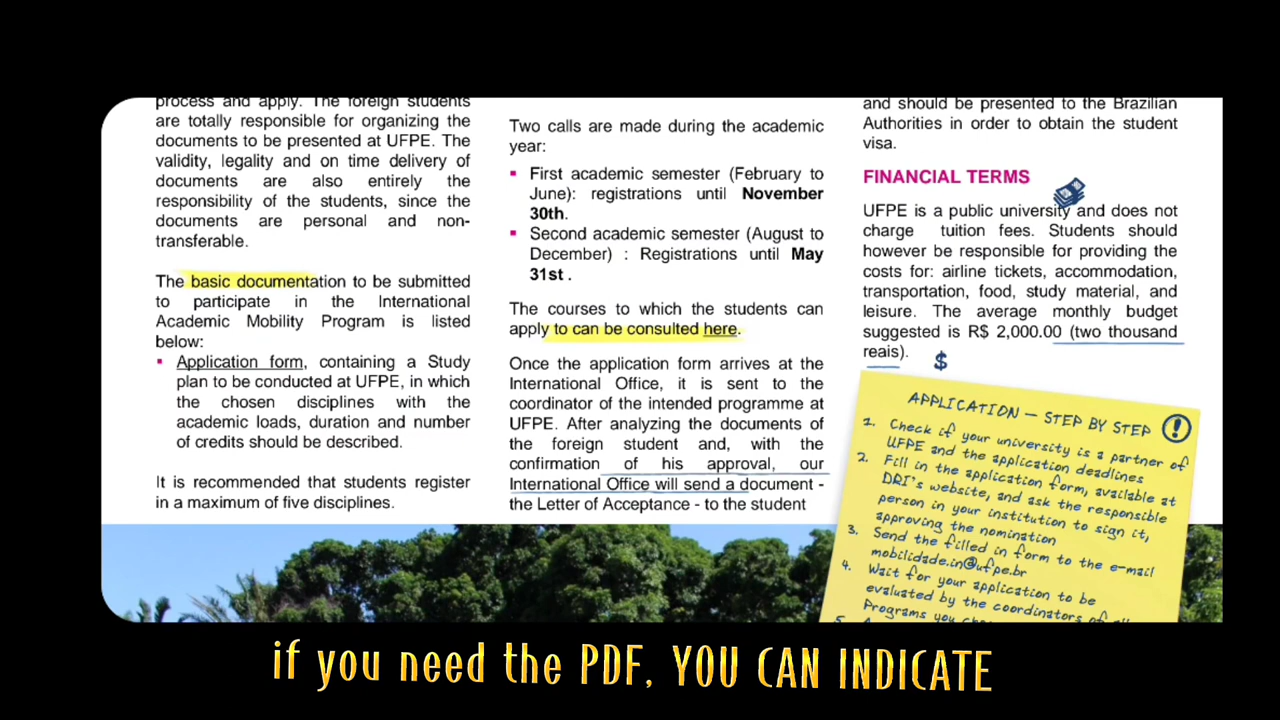 process and apply. The foreign students
are totally responsible for organizing the
documents to be presented at UFPE. The
validity, legality and on time delivery of
documents are also entirely the
responsibility of the students, since the
documents are personal and non-
transferable.
The basic documentation to be submitted
to participate in the International
Academic Mobility Program is listed
below:
Application form, containing a Study
plan to be conducted at UFPE, in which
the chosen disciplines with the
academic loads, duration and number
of credits should be described.
It is recommended that students register
in a maximum of five disciplines.
Two calls are made during the academic
year:
First academic semester (February to
June): registrations until November
30th.
Second academic semester (August to
December) : Registrations until May
31st .
The courses to which the students can
apply to can be consulted here.
Once the application form arrives at the
International Office, it is sent to the
coordinator of the intended programme at
UFPE. After analyzing the documents of
the foreign student and, with the
confirmation of his approval, our
International Office will send a document -
the Letter of Acceptance - to the student
and should be presented to the Brazilian
Authorities in order to obtain the student
visa.
FINANCIAL TERMS
UFPE is a public university and does not
charge tuition fees. Students should
however be responsible for providing the
costs for: airline tickets, accommodation,
transportation, food, study material, and
leisure. The average monthly budget
suggested is R$ 2,000.00 (two thousand
reais).
$
APPLICATION – STEP BY STEP
1. Check if your university is a partner of
UFPE and the application deadlines
2. Fill in the application form, available at
DRI's website, and ask the responsible
person in your institution to sign it,
approving the nomination
3. Send the filled in form to the e-mail
mobilidade.in@ufpe.br
4. Wait for your application to be
evaluated by the coordinators of
Programs you
if you need the PDF, YOU CAN INDICATE